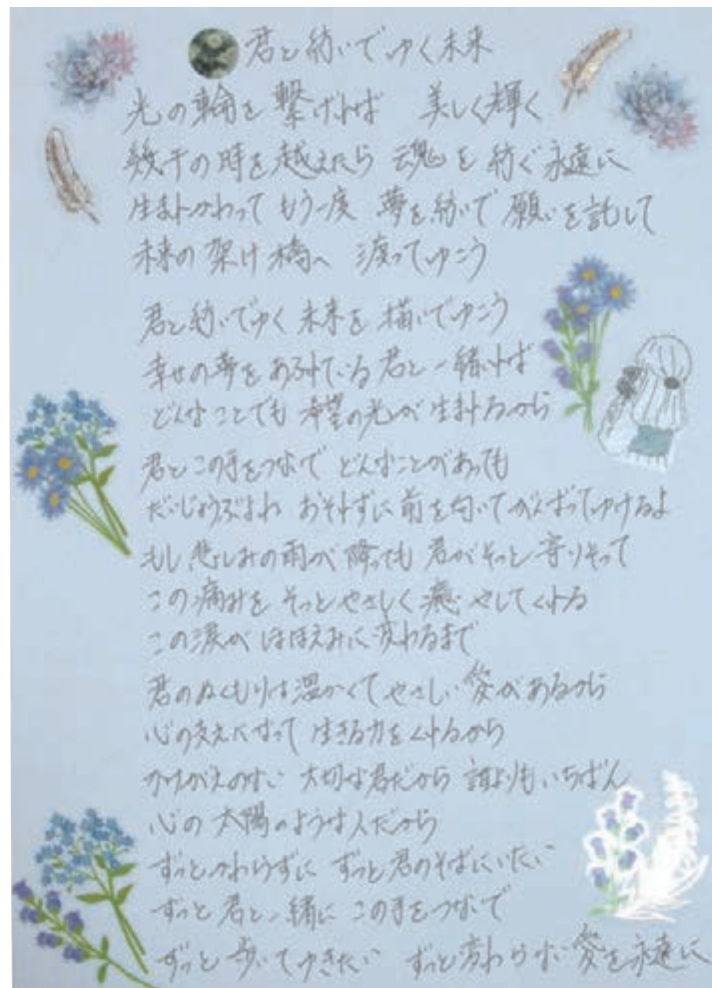 君と紡いでゆく未来
光の輪を繋げれば 美しく輝く
幾千の時を越えたら 魂を紡ぐ永遠に
生まれかわって もう一度 夢を紡いで 願いを託して
未来の架け橋へ 渡ってゆこう
君と紡いでゆく 未来を 描いてゆこう
幸せの夢を あふれている 君と一緒ければ
どんなことでも 希望の光が 生まれるから
君とこの手をつないで どんなことがあっても
だいじょうぶよね おそれずに 前を向いて がんばってゆけるよ
もし悲しみの雨が 降っても 君がそっと 寄りそって
この痛みを そっとやさしく 癒やしてくれる
この涙が ほほえみに 変わるまで
君のぬくもりは 温かくて やさしい愛があるから
心の支えになって 生きる力をくれるから
かけがえのない 大切な君だから 誰よりもいちばん
心の 太陽のような人だから
ずっとかわらずに ずっと君のそばにいたい
ずっと君と一緒に この手をつないで
ずっと 歩いてゆきたい ずっと変わらない 愛を永遠に